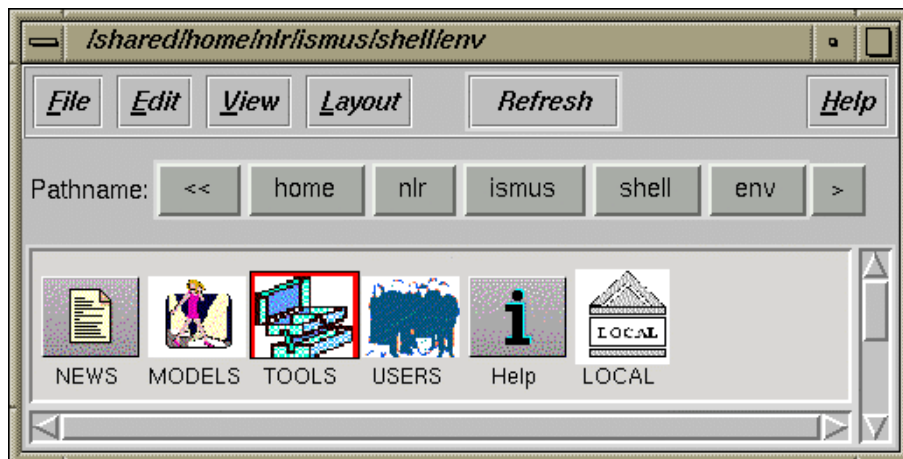 /shared/home/nlr/ismus/shell/env
File Edit View Layout Refresh Help
Pathname: << home nlr ismus shell env >
i
LOCAL
NEWS MODELS TOOLS USERS Help LOCAL